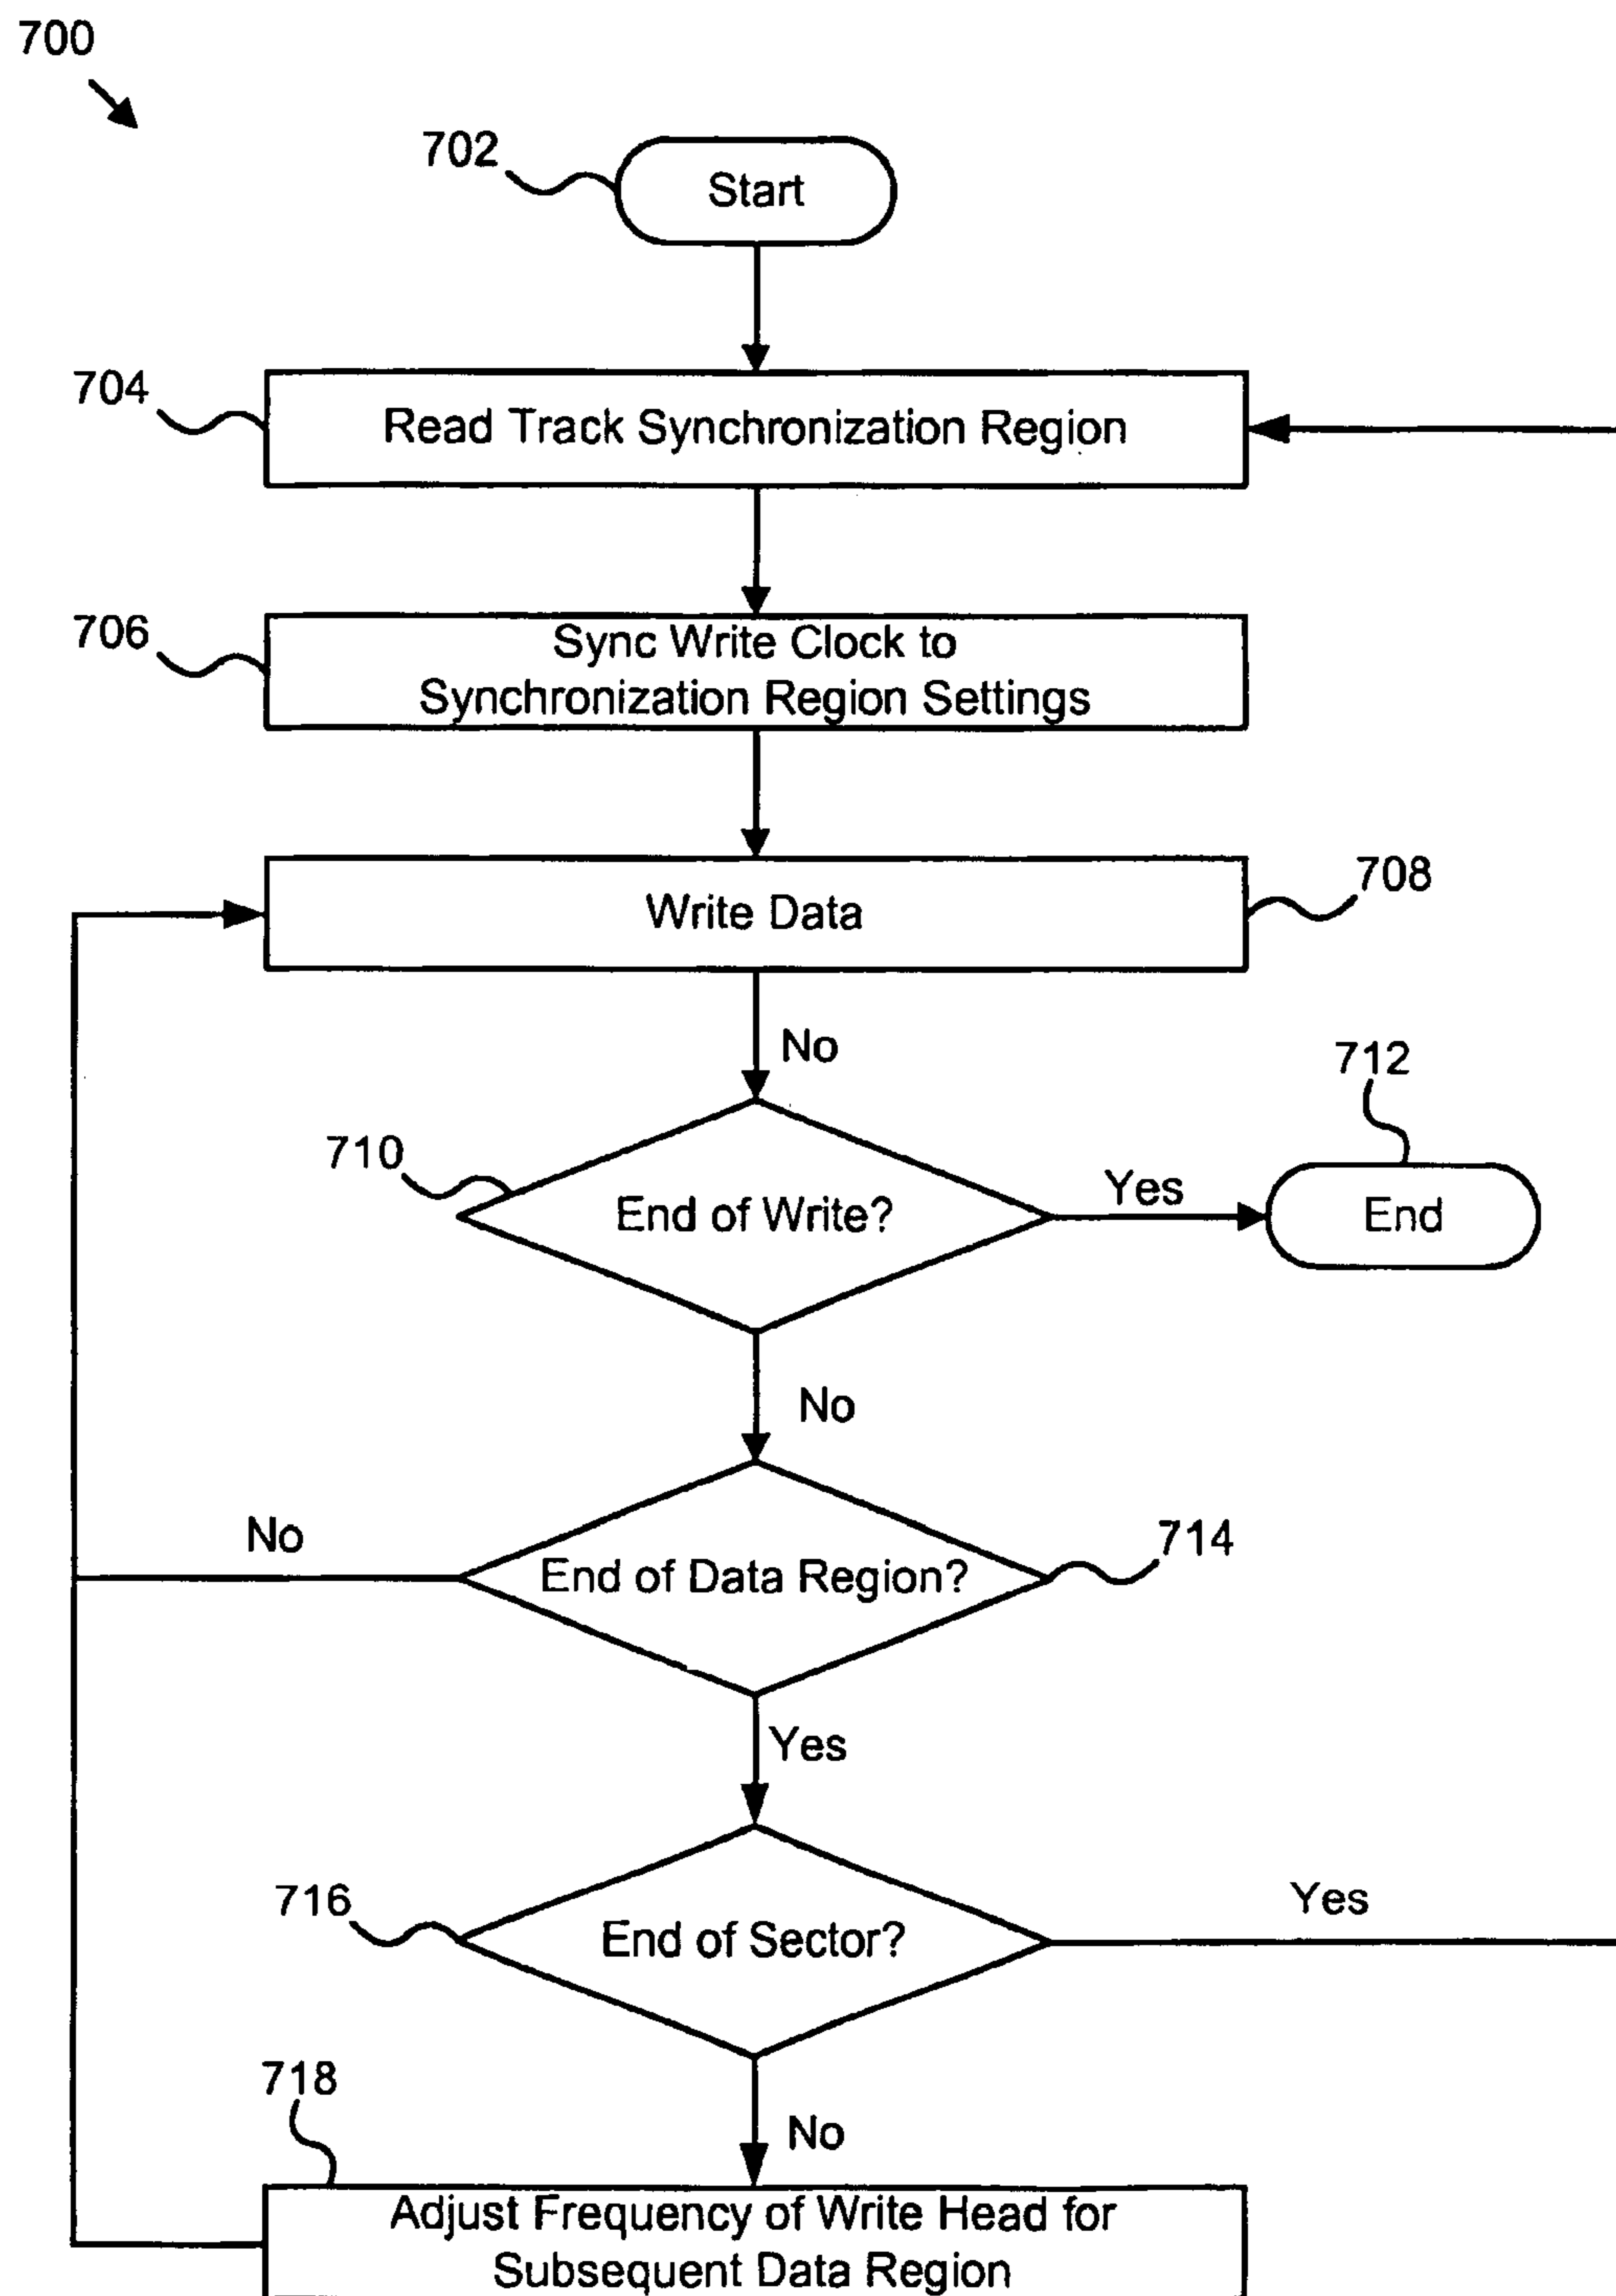 700
702
Start
704
Read Track Synchronization Region
706
Sync Write Clock to
Synchronization Region Settings
708
Write Data
No
710
End of Write?
Yes
712
End
No
No
End of Data Region?
714
Yes
716
End of Sector?
Yes
718
No
Adjust Frequency of Write Head for
Subsequent Data Region